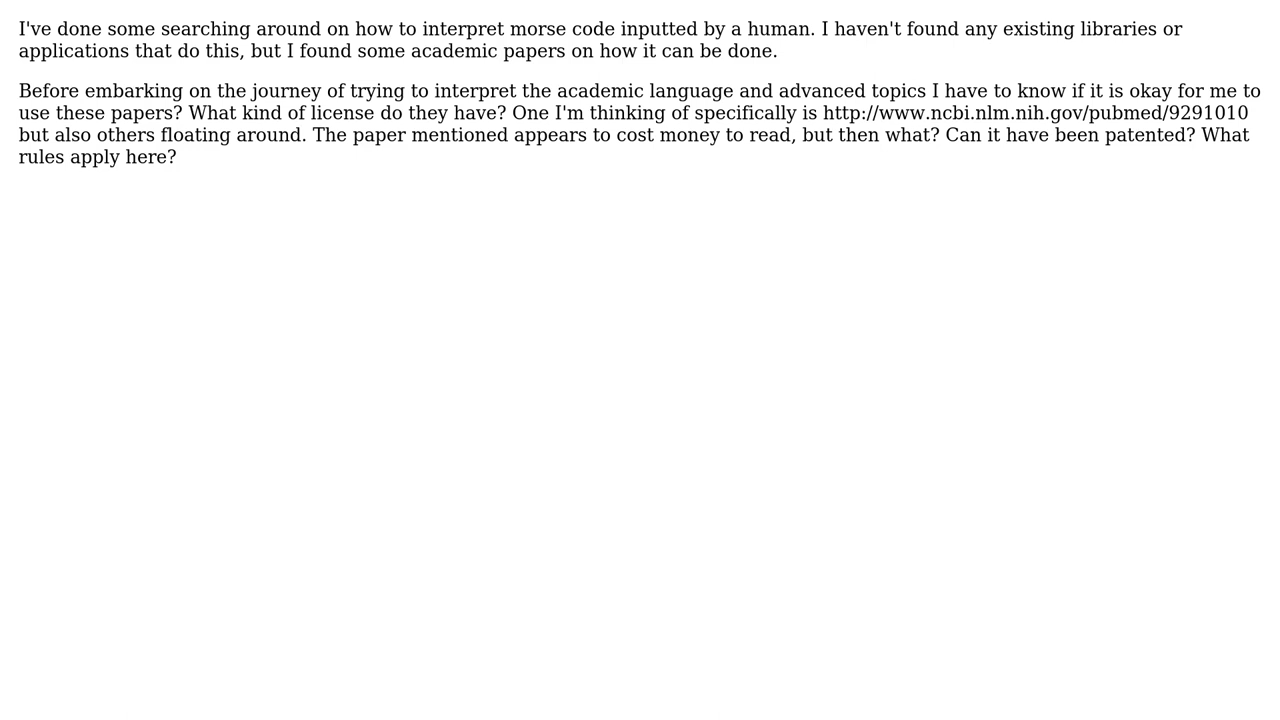 I've done some searching around on how to interpret morse code inputted by a human. I haven't found any existing libraries or
applications that do this, but I found some academic papers on how it can be done.
Before embarking on the journey of trying to interpret the academic language and advanced topics I have to know if it is okay for me to
use these papers? What kind of license do they have? One I'm thinking of specifically is http://www.ncbi.nlm.nih.gov/pubmed/9291010
but also others floating around. The paper mentioned appears to cost money to read, but then what? Can it have been patented? What
rules apply here?